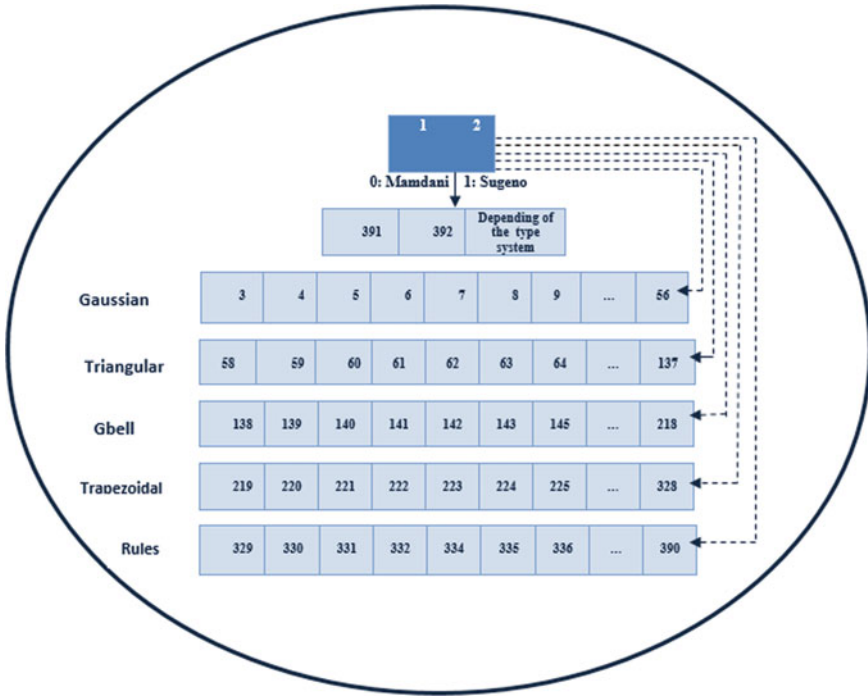 1 2
0: Mamdani 1: Sugeno
391 392 Depending of
the type
system
Gaussian 3 4 5 6 7 8 9 ... 56
Triangular 58 59 60 61 62 63 64 ... 137
Gbell 138 139 140 141 142 143 145 ... 218
Trapezoidal 219 220 221 222 223 224 225 ... 328
Rules 329 330 331 332 334 335 336 ... 390